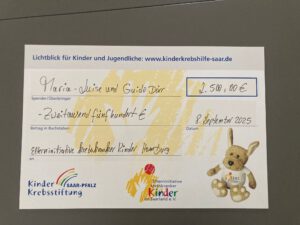 Lichtblick für Kinder und Jugendliche: www.kinderkrebshilfe-saar.de
Maria-Luise und Guido Dörr 2.500,00€
Spender/Überbringer
-Zweitausend fünfhundert €
Betrag in Buchstaben Datum
8. September 2025
Elterninitiative krebskranker Kinder Homburg
Kinder SAAR-PFALZ
Krebsstiftung
Elterninitiative
krebskranker
Kinder
im Saarland e.V.